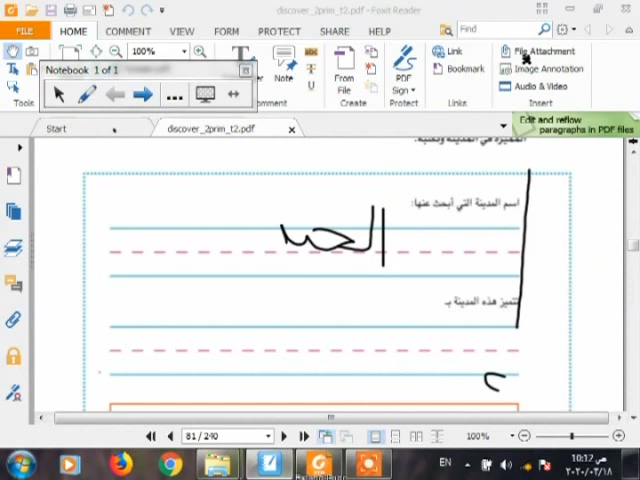 discover_2prim_t2.pdf - Foxit Reader
FILE HOME COMMENT VIEW FORM PROTECT SHARE HELP
Find
100%
Notebook 1 of 1
Tools
Note
From File
Create
PDF Sign
Protect
Link
Bookmark
Links
File Attachment
Image Annotation
Audio & Video
Insert
Edit and reflow paragraphs in PDF files
Start
discover_2prim_t2.pdf
اسم المدينة التي أبحث عنها:
تتميز هذه المدينة بـ
81 / 240
100%
EN
10:12 ص
٢٠٢٠/٠٣/١٨